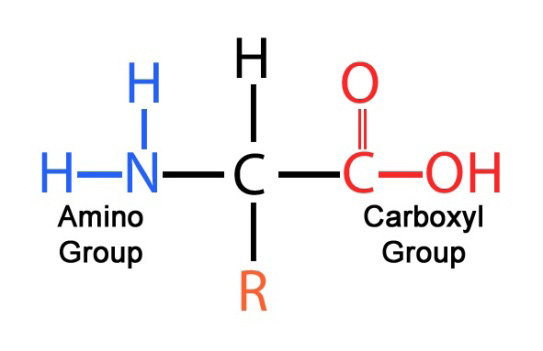 H H O
H N C C OH
Amino Carboxyl
Group Group
R